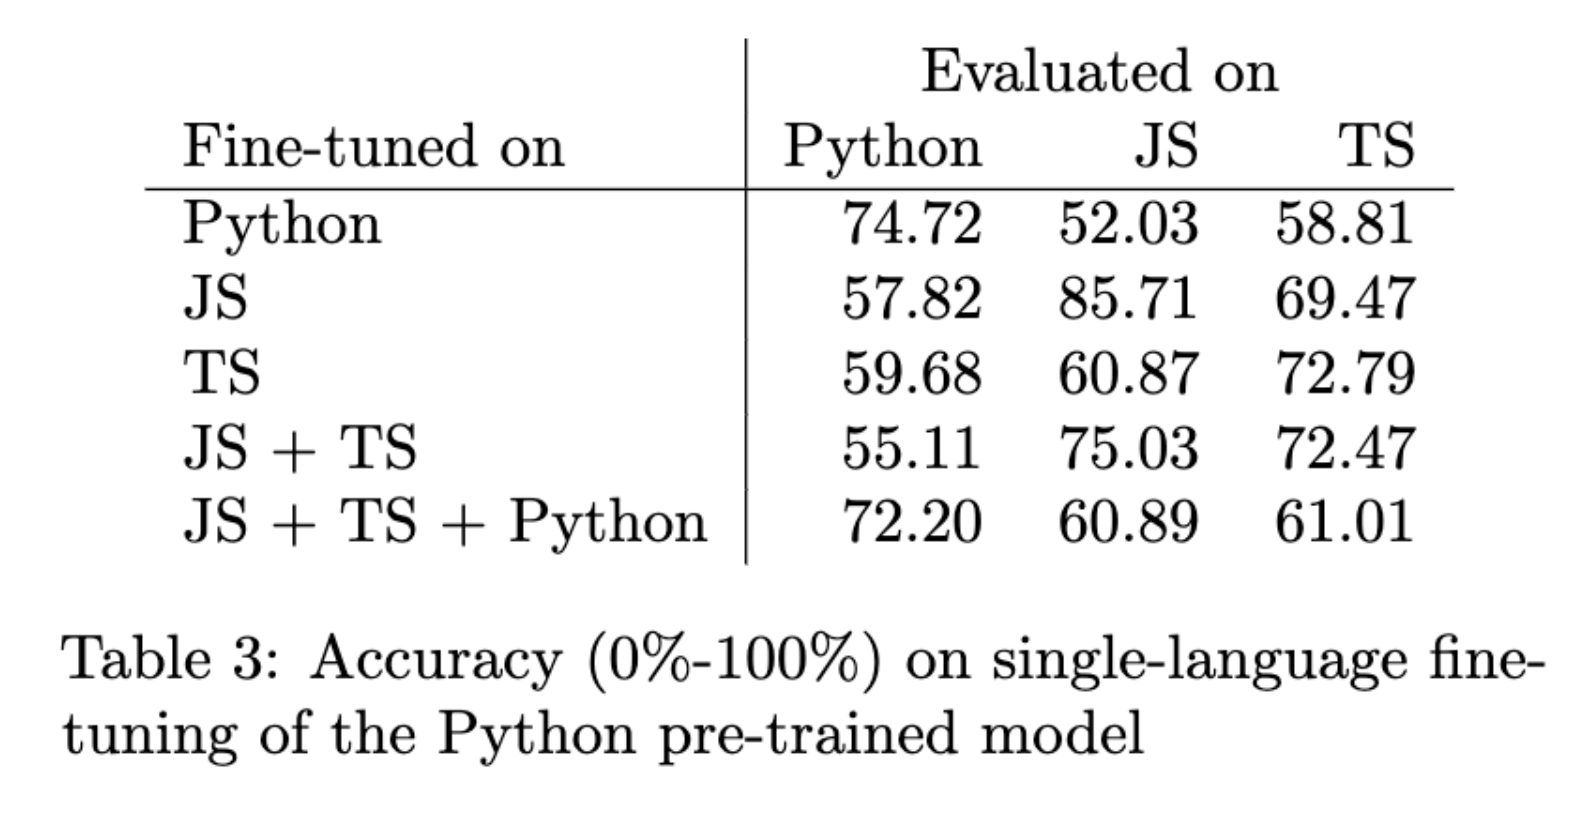 Evaluated on
Fine-tuned on Python JS TS
Python 74.72 52.03 58.81
JS 57.82 85.71 69.47
TS 59.68 60.87 72.79
JS + TS 55.11 75.03 72.47
JS + TS + Python 72.20 60.89 61.01
Table 3: Accuracy (0%-100%) on single-language fine-
tuning of the Python pre-trained model